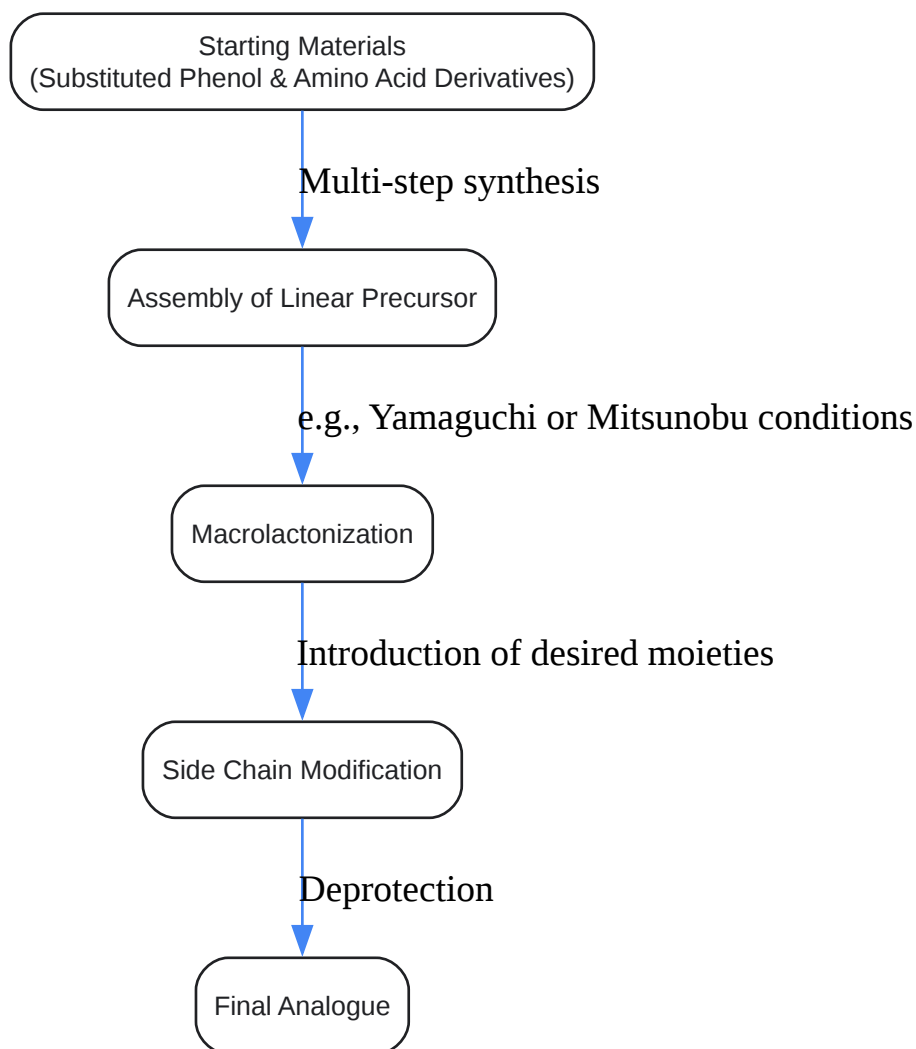 Starting Materials
(Substituted Phenol & Amino Acid Derivatives)
Multi-step synthesis
Assembly of Linear Precursor
e.g., Yamaguchi or Mitsunobu conditions
Macrolactonization
Introduction of desired moieties
Side Chain Modification
Deprotection
Final Analogue